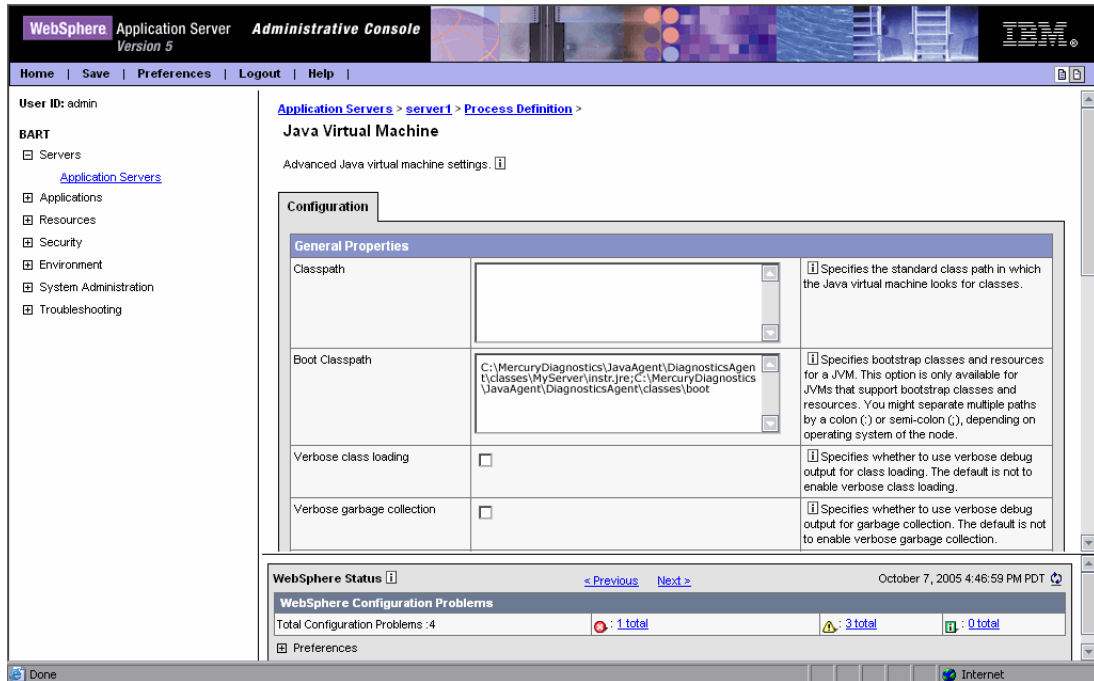 WebSphere. Application Server Administrative Console
Version 5
IBM.®
Home | Save | Preferences | Logout | Help |
User ID: admin
BART
Servers
Application Servers
Applications
Resources
Security
Environment
System Administration
Troubleshooting
Application Servers > server1 > Process Definition >
Java Virtual Machine
Advanced Java virtual machine settings. i
Configuration
General Properties
Classpath
i Specifies the standard class path in which
the Java virtual machine looks for classes.
Boot Classpath
C:\MercuryDiagnostics\JavaAgent\DiagnosticsAgen
t\classes\MyServer\instr.jre;C:\MercuryDiagnostics
\JavaAgent\DiagnosticsAgent\classes\boot
i Specifies bootstrap classes and resources
for a JVM. This option is only available for
JVMs that support bootstrap classes and
resources. You might separate multiple paths
by a colon (:) or semi-colon (;), depending on
operating system of the node.
Verbose class loading
i Specifies whether to use verbose debug
output for class loading. The default is not to
enable verbose class loading.
Verbose garbage collection
i Specifies whether to use verbose debug
output for garbage collection. The default is not
to enable verbose garbage collection.
WebSphere Status i
< Previous Next >
October 7, 2005 4:46:59 PM PDT
WebSphere Configuration Problems
Total Configuration Problems :4
: 1 total
: 3 total
: 0 total
Preferences
Done
Internet